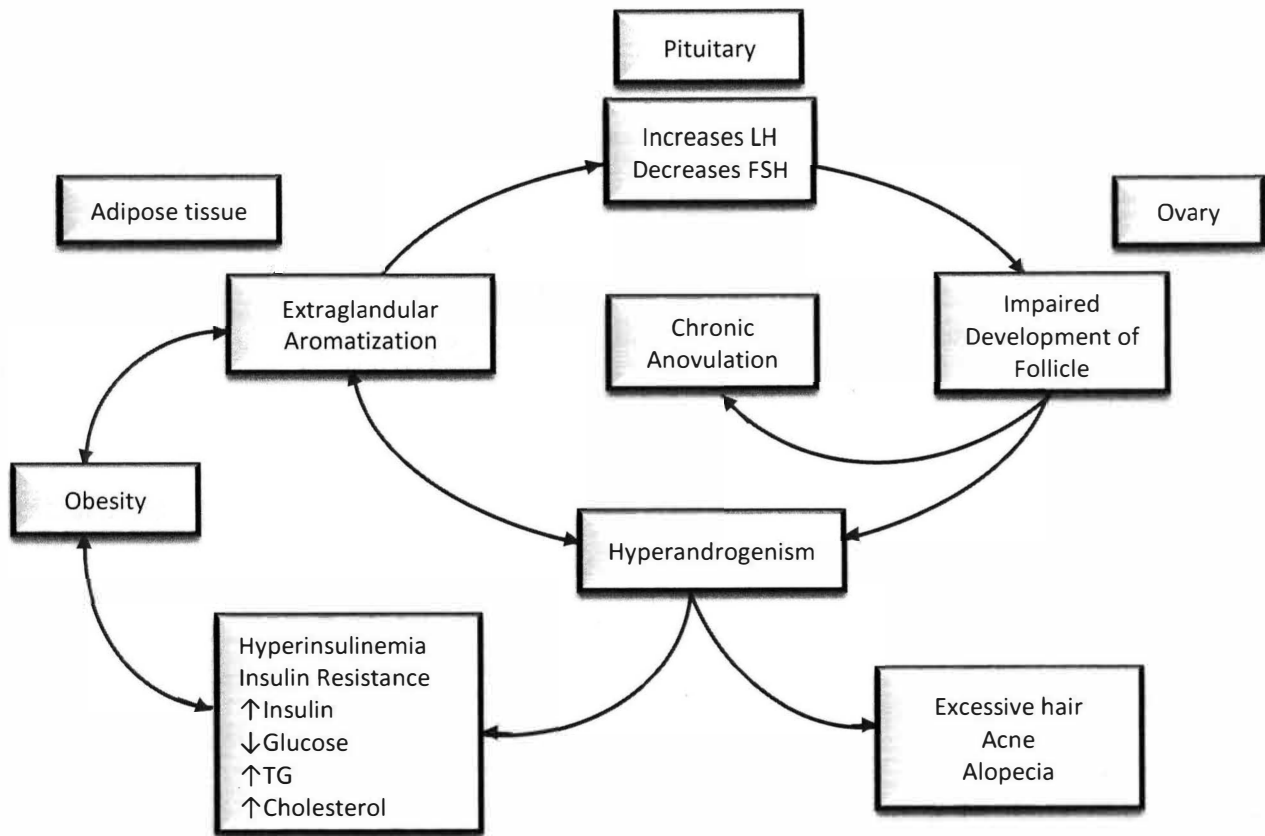 Pituitary
Increases LH
Decreases FSH
Adipose tissue
Ovary
Extraglandular
Aromatization
Chronic
Anovulation
Impaired
Development of
Follicle
Obesity
Hyperandrogenism
Hyperinsulinemia
Insulin Resistance
↑Insulin
↓Glucose
↑TG
↑Cholesterol
Excessive hair
Acne
Alopecia